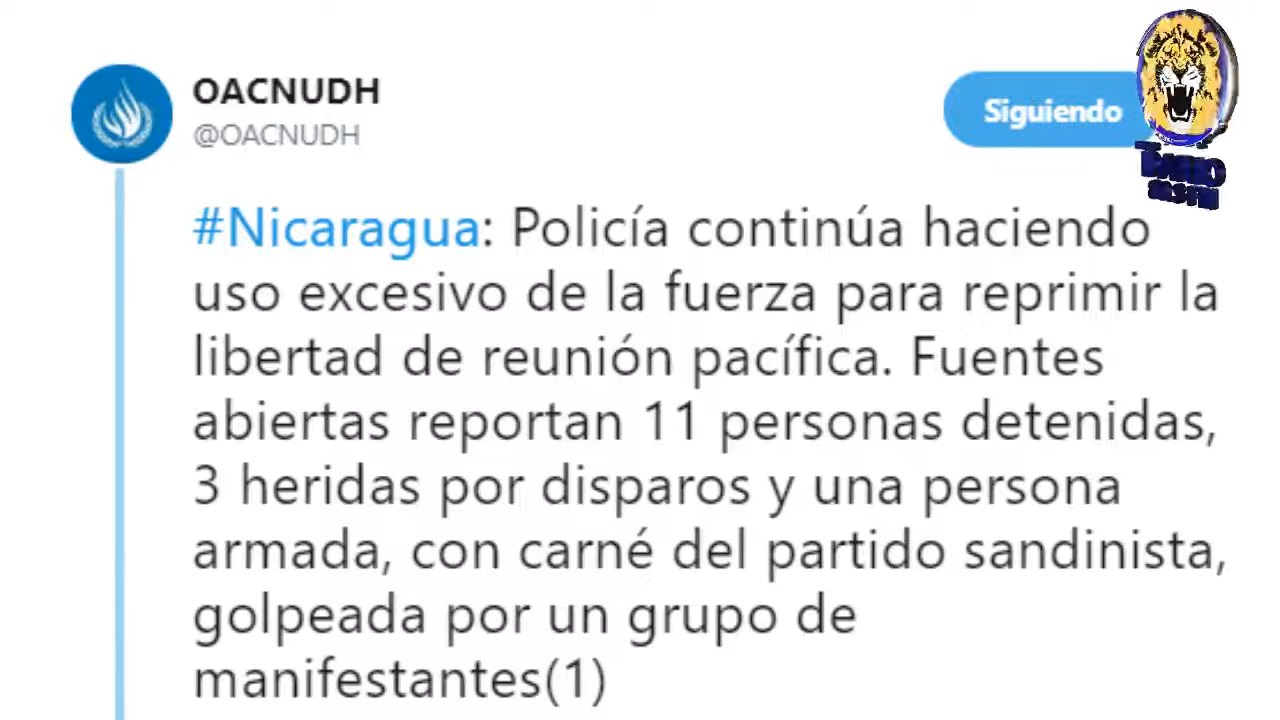 OACNUDH
@OACNUDH
Siguiendo
#Nicaragua: Policía continúa haciendo
uso excesivo de la fuerza para reprimir la
libertad de reunión pacífica. Fuentes
abiertas reportan 11 personas detenidas,
3 heridas por disparos y una persona
armada, con carné del partido sandinista,
golpeada por un grupo de
manifestantes(1)